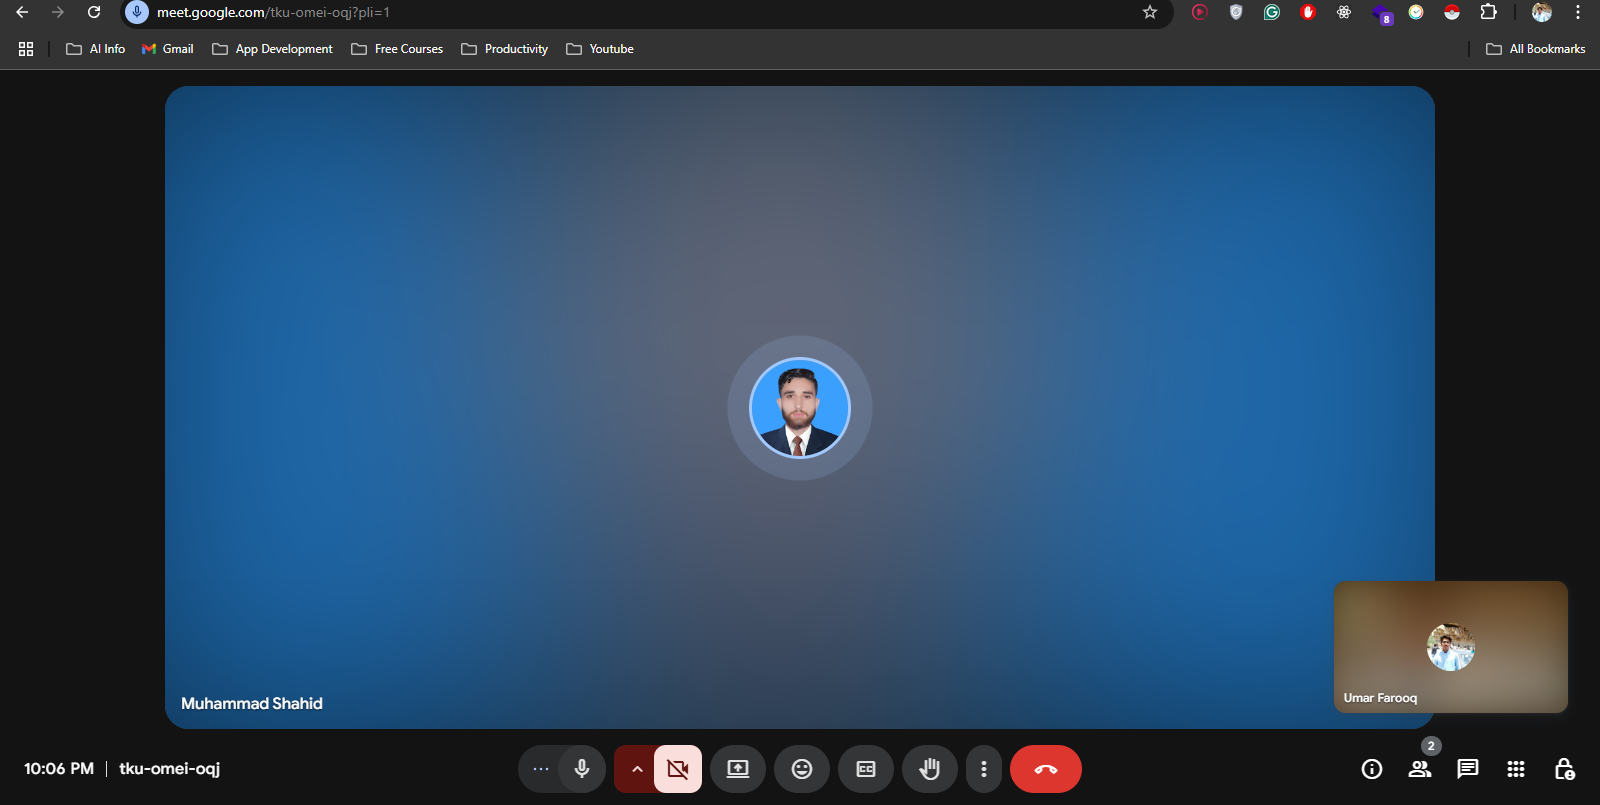 meet.google.com/tku-omei-oqj?pli=1
8
AI Info
Gmail
App Development
Free Courses
Productivity
Youtube
All Bookmarks
Muhammad Shahid
Umar Farooq
10:06 PM
tku-omei-oqj
CC
2